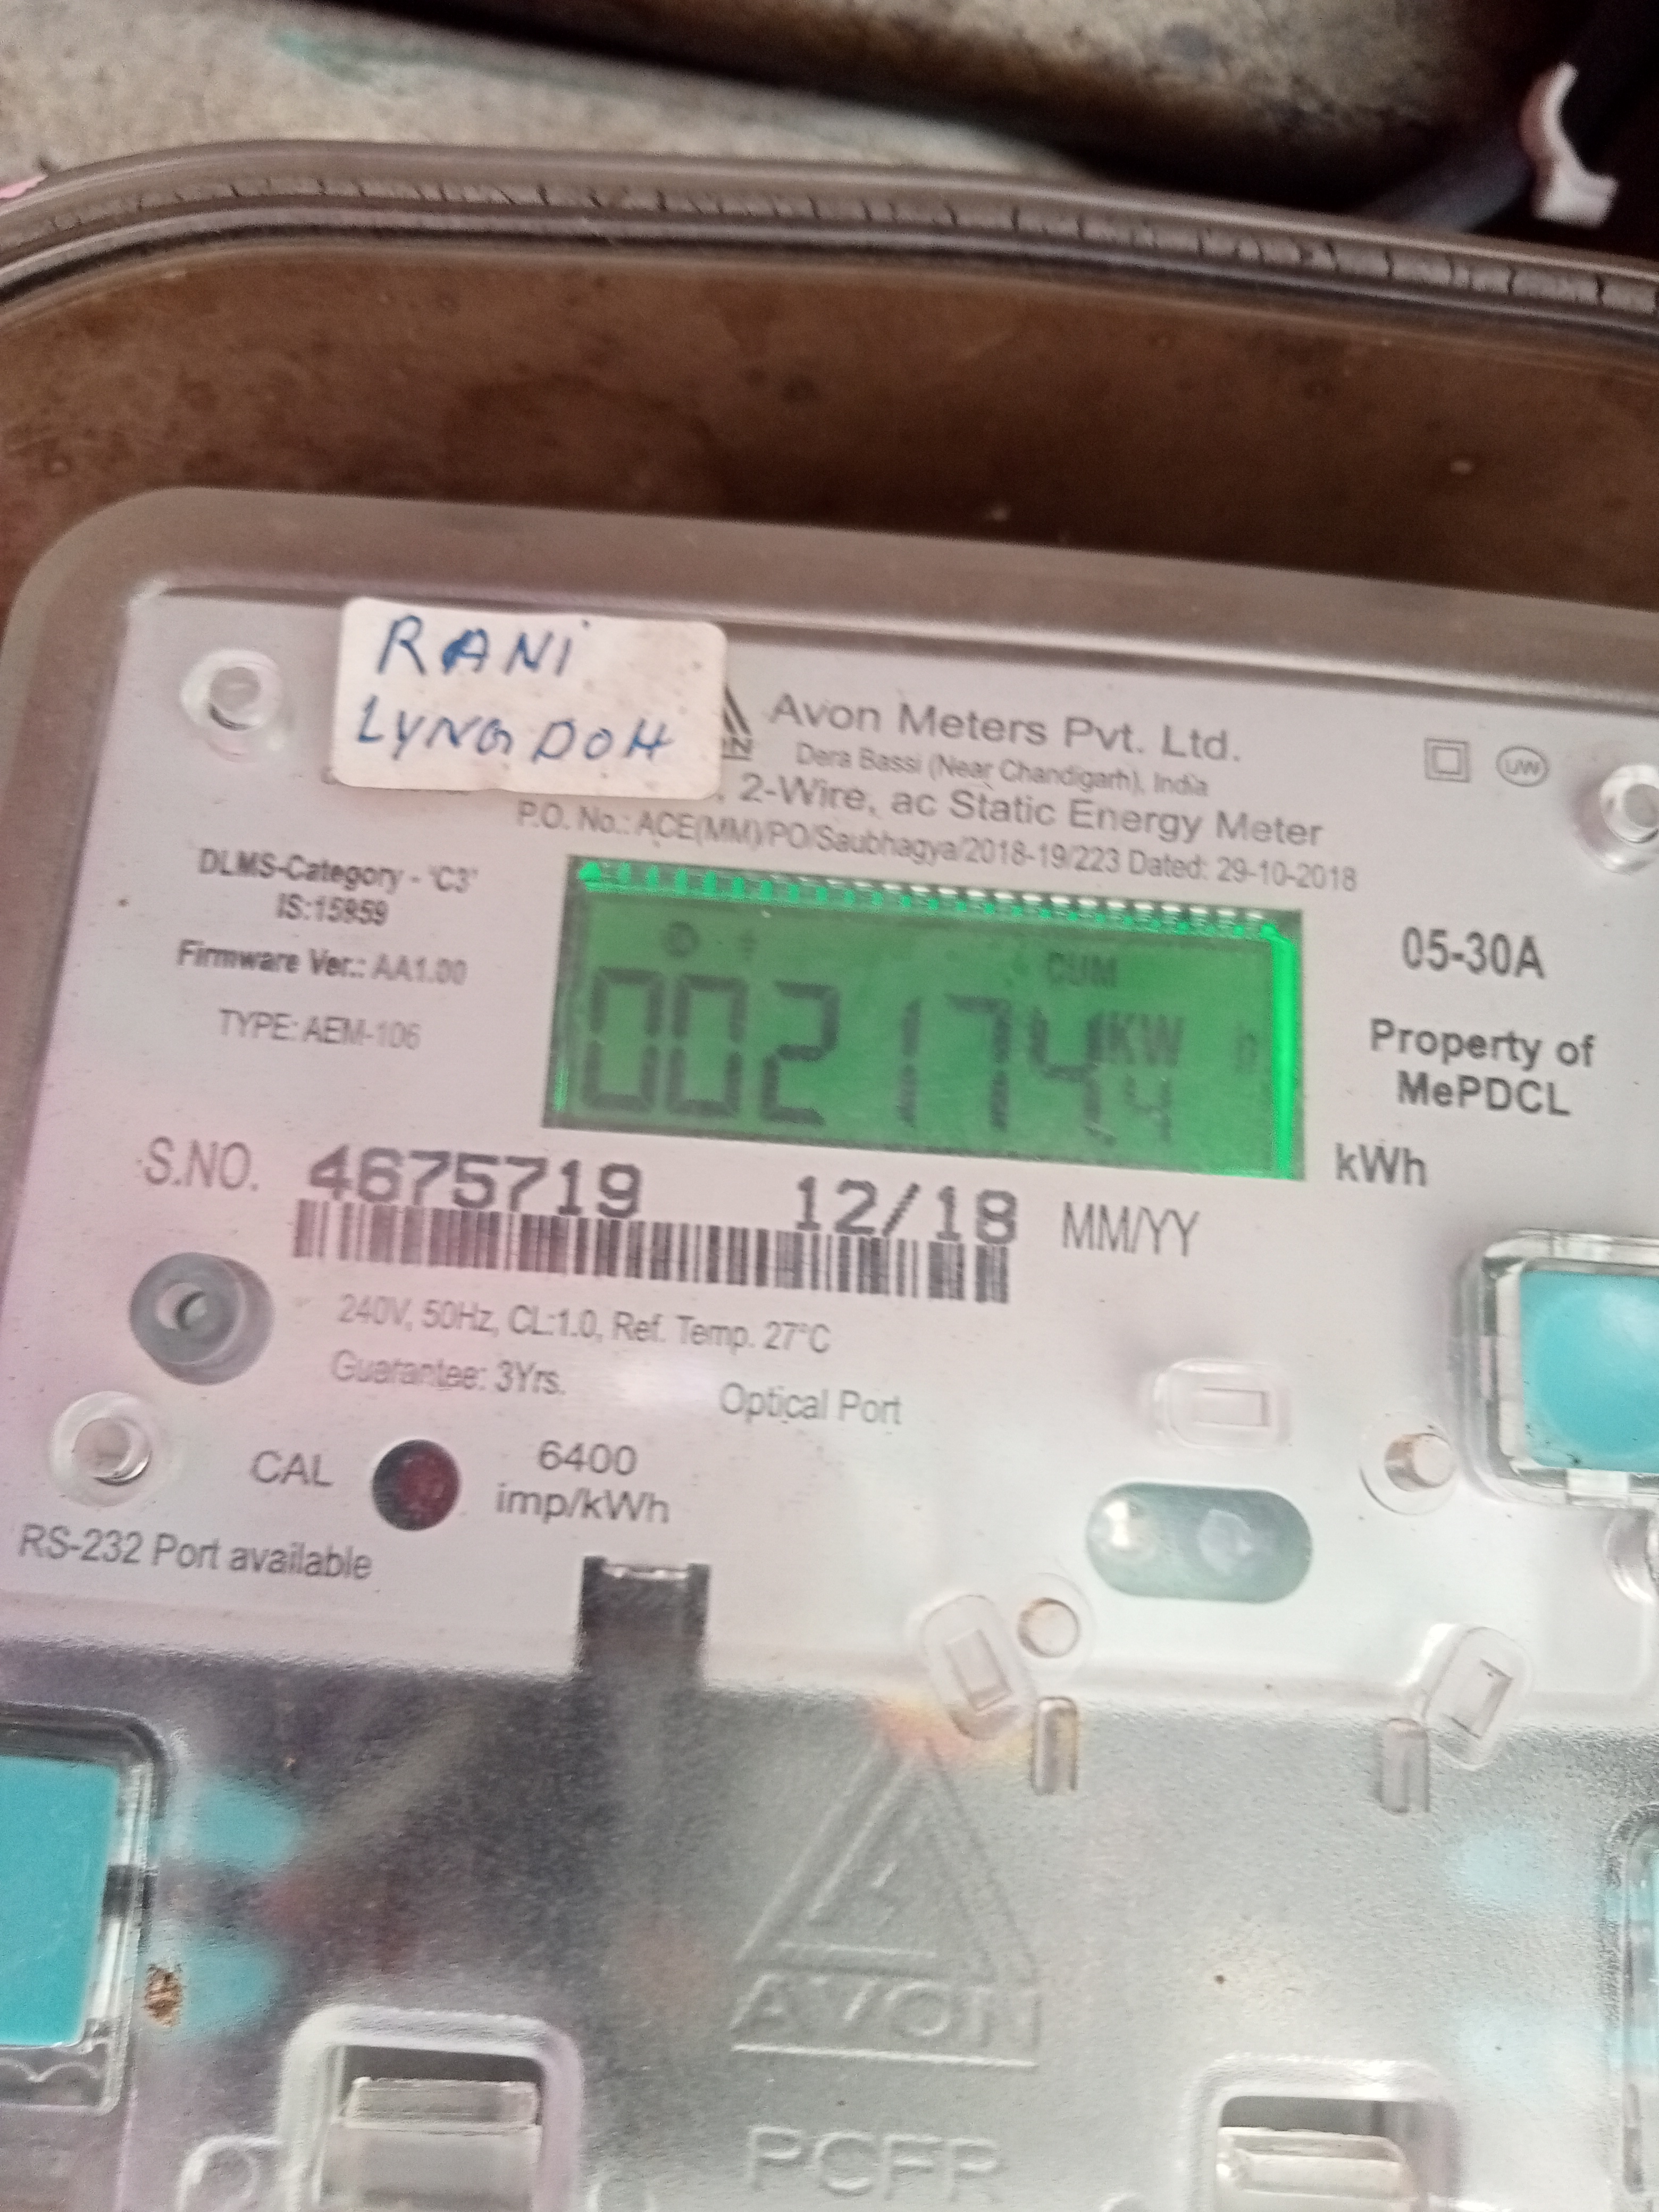 RANI
LYNGDOH
Avon Meters Pvt. Ltd.
Dera Bassi (Near Chandigarh), India
, 2-Wire, ac Static Energy Meter
P.O. No.: ACE(MM)/PO/Saubhagya/2018-19/223 Dated: 29-10-2018
DLMS-Category - 'C3'
IS:15959
Firmware Ver.: AA1.00
TYPE: AEM-106
UW
CUM
002174.4 KW h
05-30A
Property of
MePDCL
kWh
S.NO. 4675719 12/18 MM/YY
240V, 50Hz, CL:1.0, Ref. Temp. 27°C
Guarantee: 3Yrs.
Optical Port
CAL
6400
imp/kWh
RS-232 Port available
AVON
PCFR